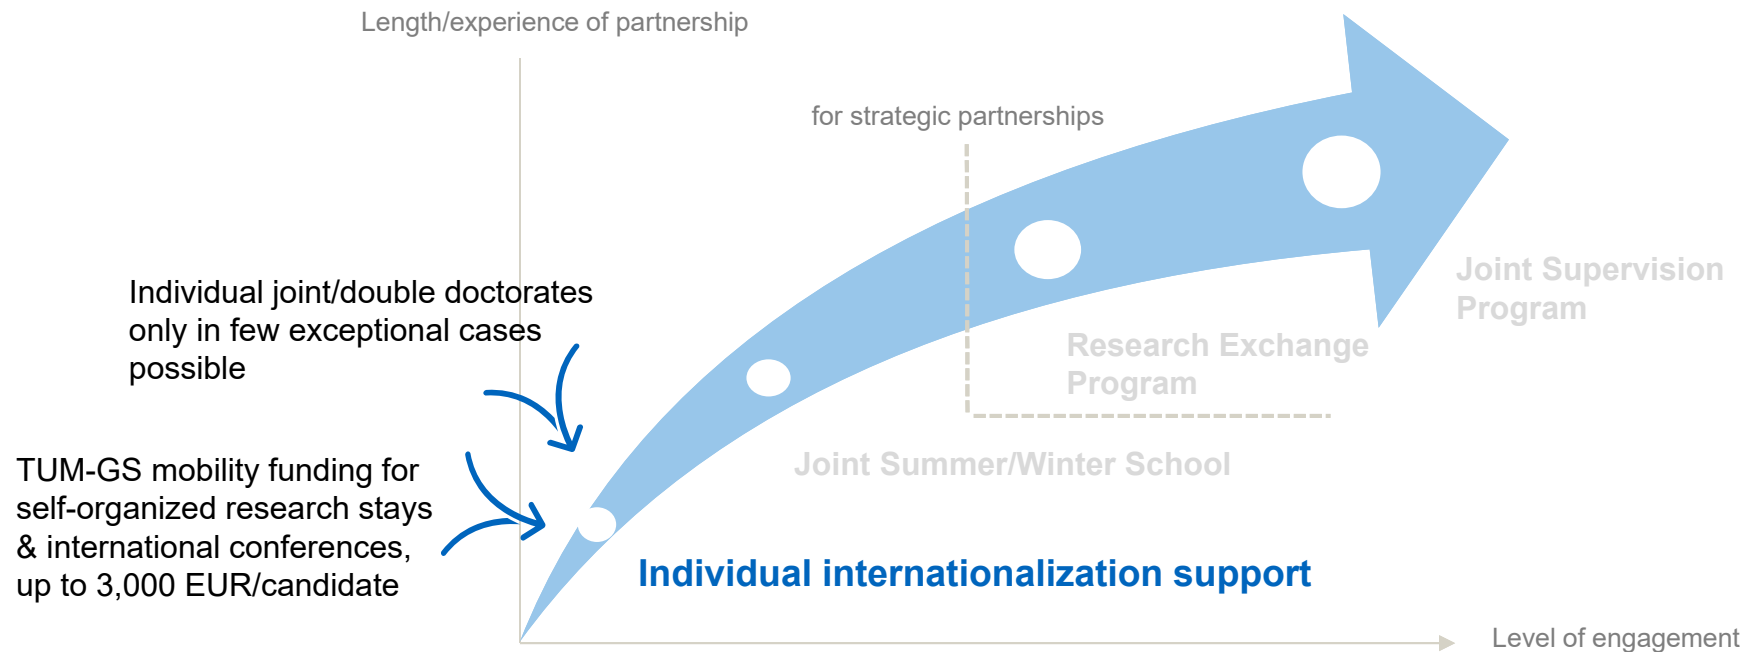 Length/experience of partnership
for strategic partnerships
Individual joint/double doctorates
only in few exceptional cases
possible
Joint Supervision
Program
Research Exchange
Program
Joint Summer/Winter School
TUM-GS mobility funding for
self-organized research stays
& international conferences,
up to 3,000 EUR/candidate
Individual internationalization support
Level of engagement